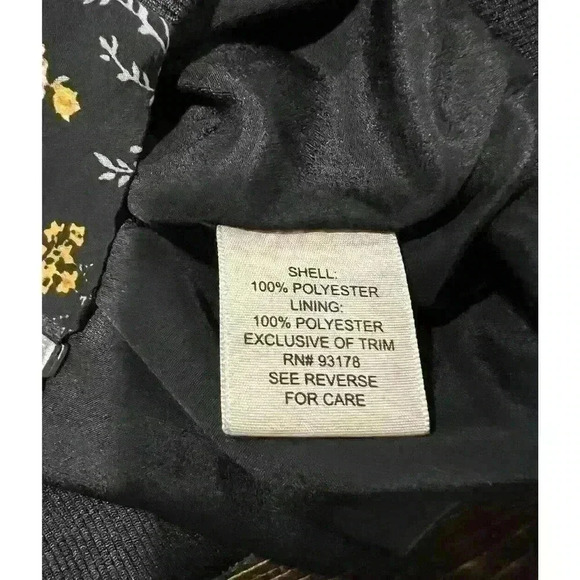 SHELL:
100% POLYESTER
LINING:
100% POLYESTER
EXCLUSIVE OF TRIM
RN# 93178
SEE REVERSE
FOR CARE